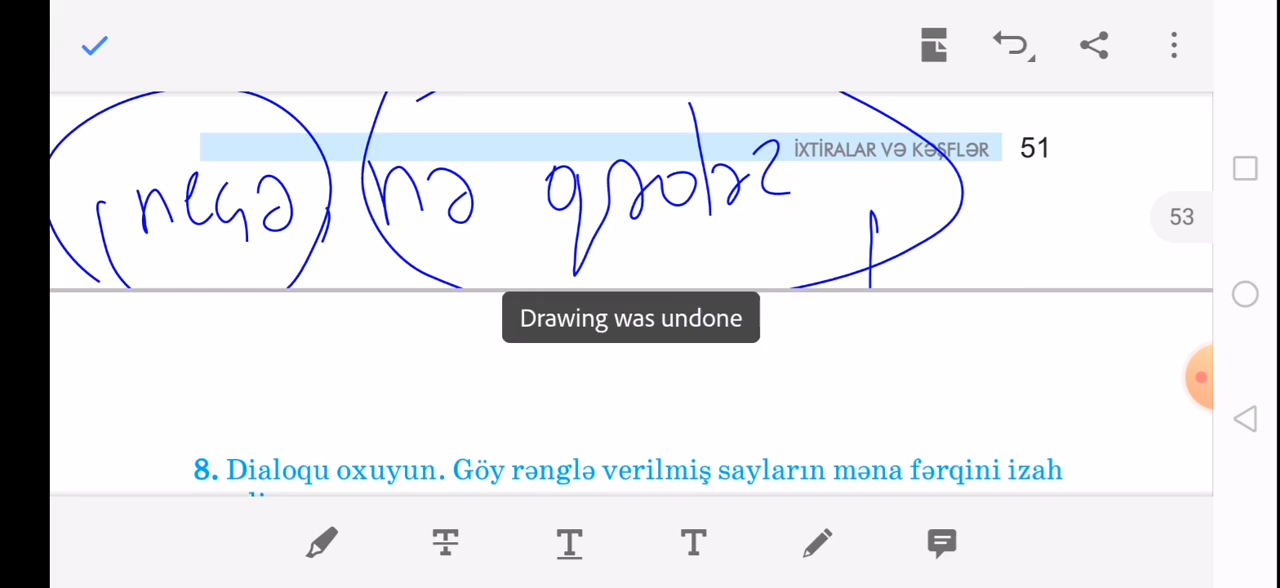 İXTİRALAR VƏ KƏŞFLƏR 51
neçə, nə qədər?
53
Drawing was undone
8. Dialoqu oxuyun. Göy rənglə verilmiş sayların məna fərqini izah